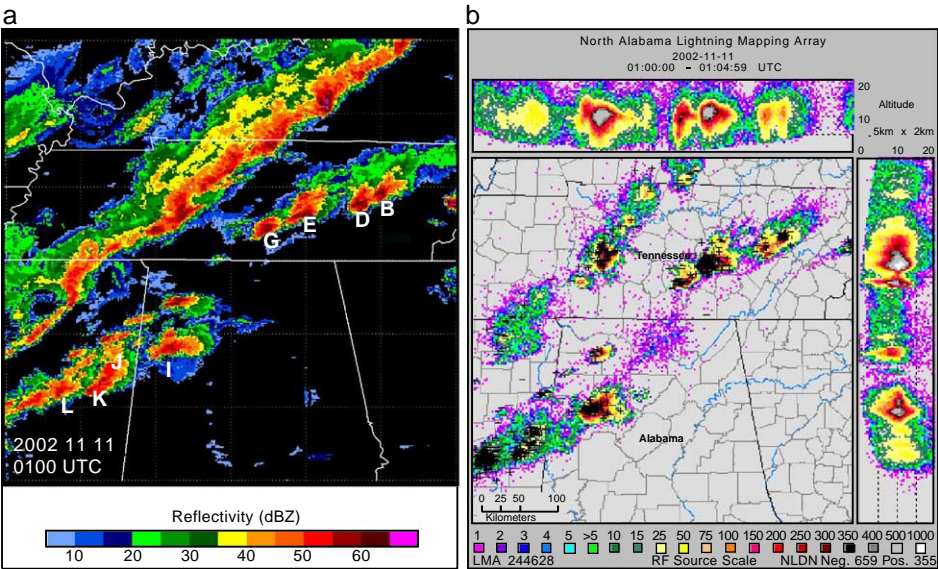 a
b
North Alabama Lightning Mapping Array
2002-11-11
01:00:00 - 01:04:59 UTC
20
10
0
Altitude
5km x 2km
0 10 20
B
D
E
G
Tennessee
J
I
K
L
2002 11 11
0100 UTC
Alabama
0 25 50 100
Kilometers
Reflectivity (dBZ)
10 20 30 40 50 60
1 2 3 4 5 >5 10 15 25 50 75 100 150 200 250 300 350 400 500 1000
LMA 244628 RF Source Scale NLDN Neg. 659 Pos. 355